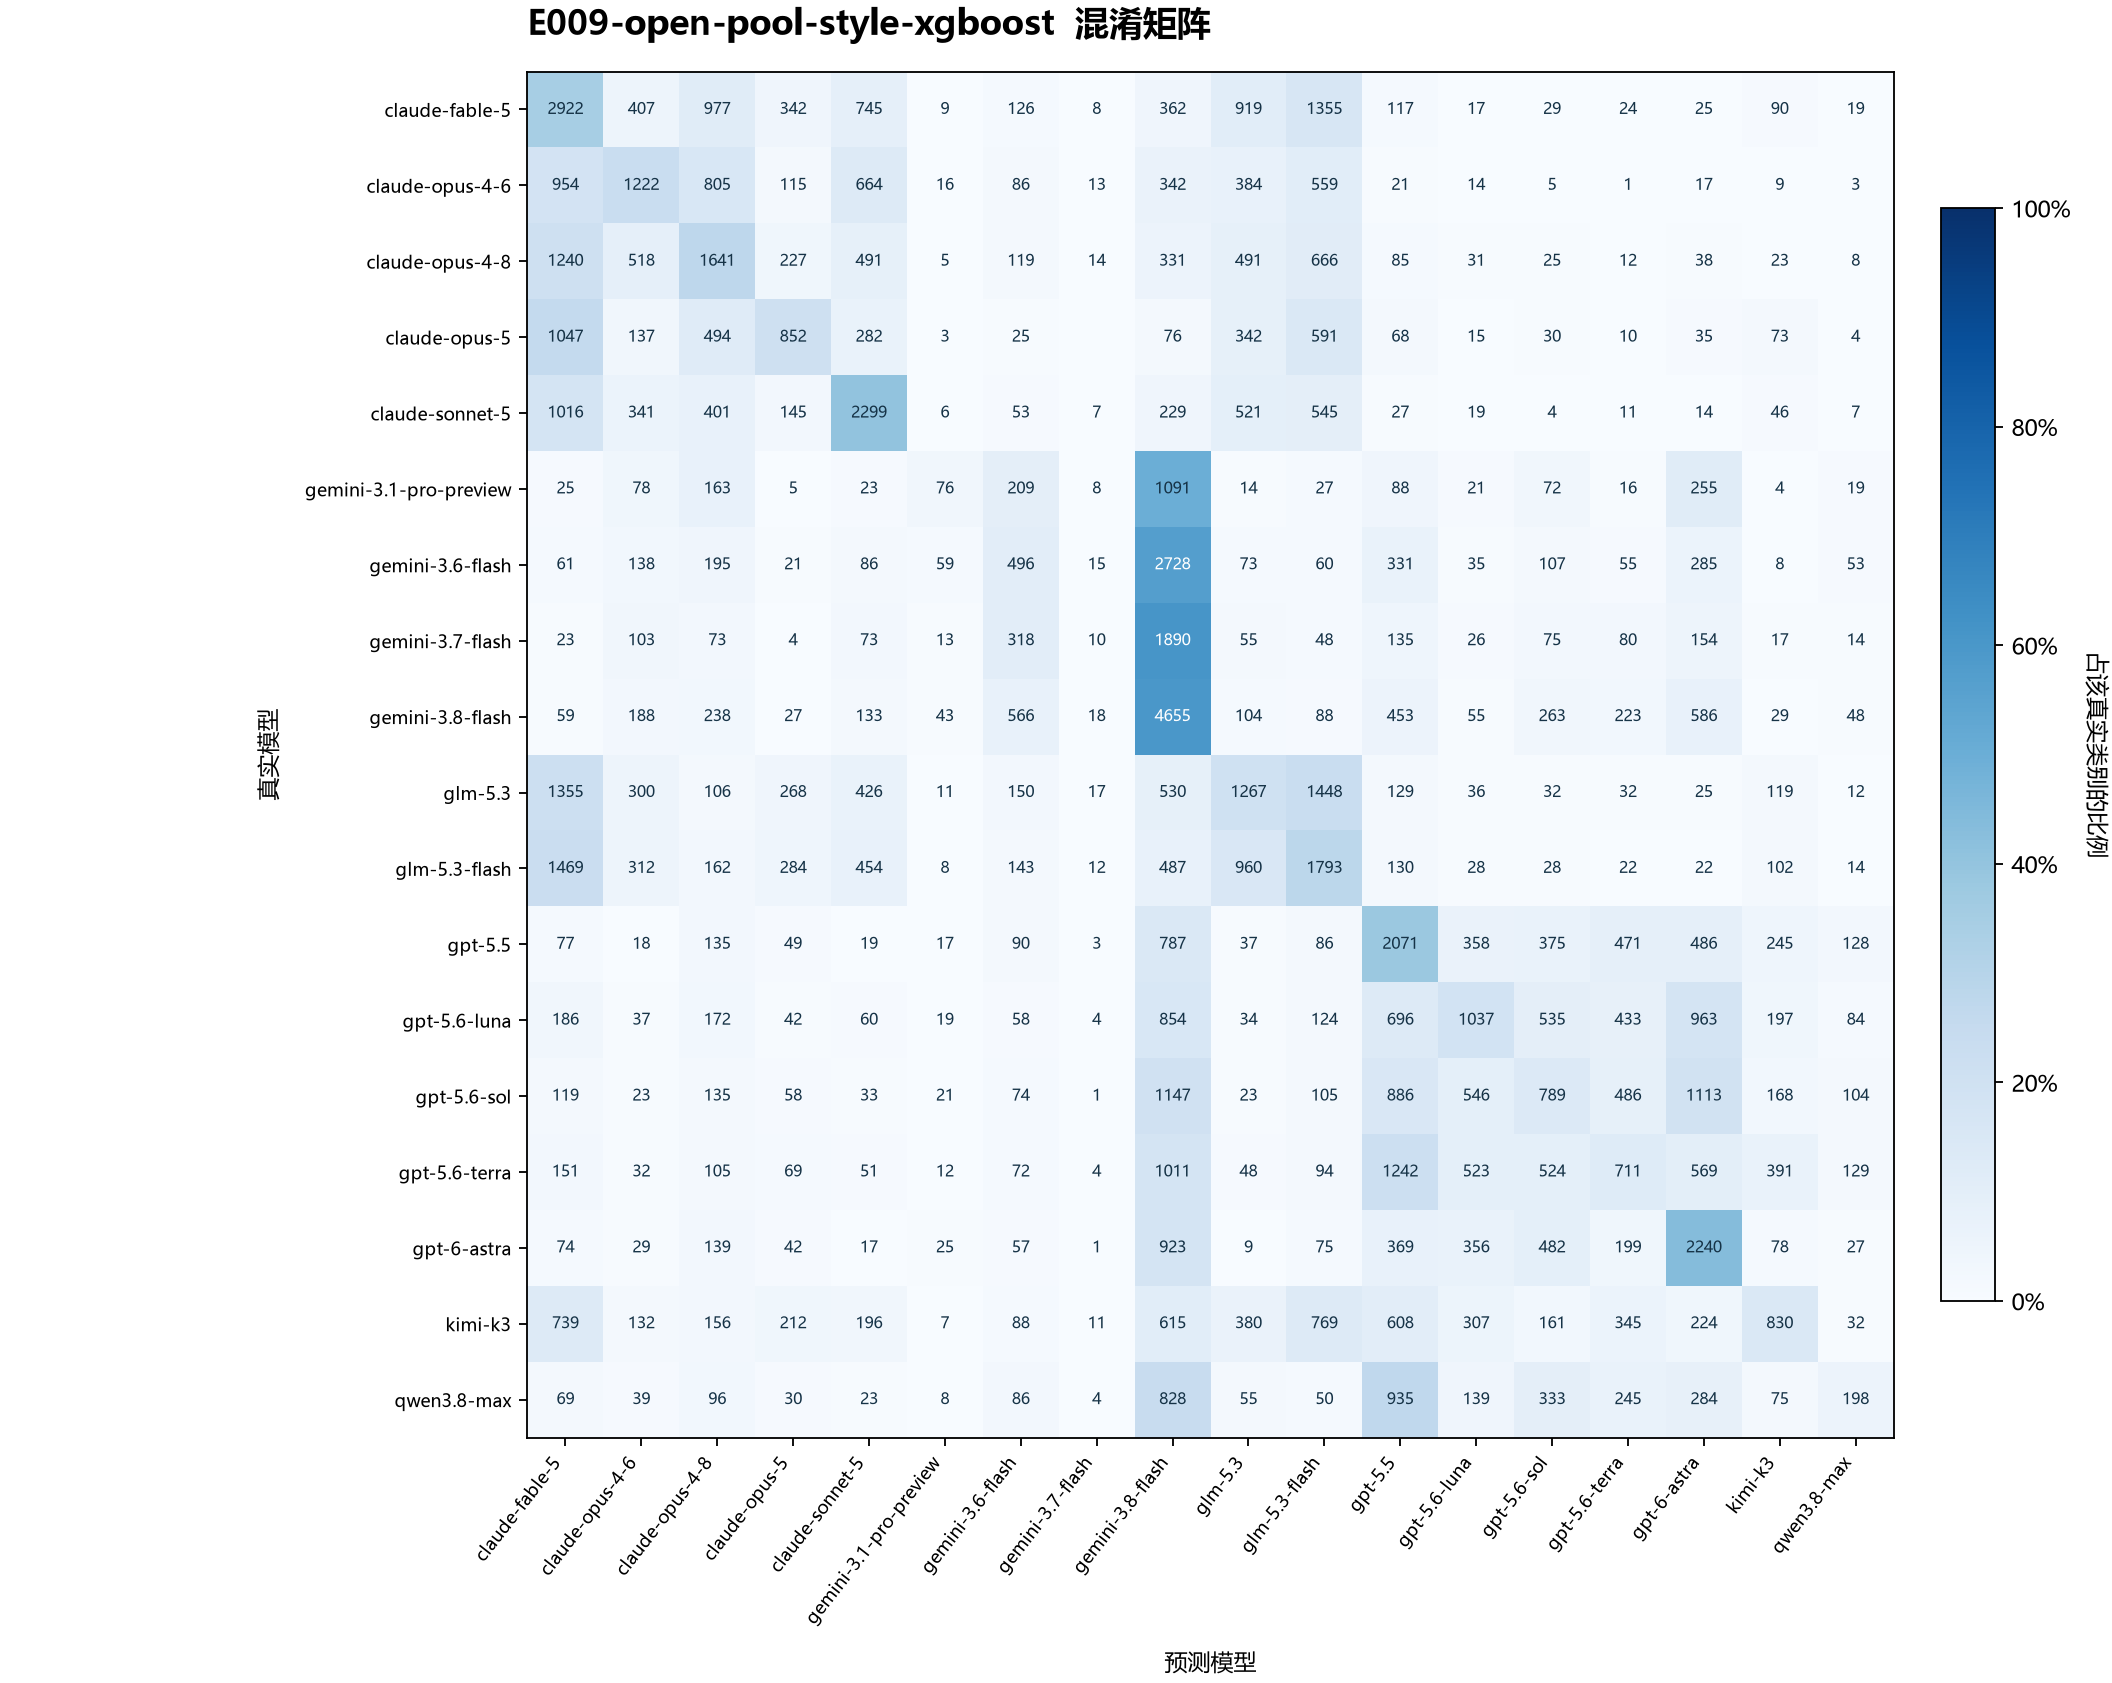 E009-open-pool-style-xgboost 混淆矩阵
claude-fable-5 2922 407 977 342 745 9 126 8 362 919 1355 117 17 29 24 25 90 19
claude-opus-4-6 954 1222 805 115 664 16 86 13 342 384 559 21 14 5 1 17 9 3
claude-opus-4-8 1240 518 1641 227 491 5 119 14 331 491 666 85 31 25 12 38 23 8
claude-opus-5 1047 137 494 852 282 3 25 76 342 591 68 15 30 10 35 73 4
claude-sonnet-5 1016 341 401 145 2299 6 53 7 229 521 545 27 19 4 11 14 46 7
gemini-3.1-pro-preview 25 78 163 5 23 76 209 8 1091 14 27 88 21 72 16 255 4 19
gemini-3.6-flash 61 138 195 21 86 59 496 15 2728 73 60 331 35 107 55 285 8 53
gemini-3.7-flash 23 103 73 4 73 13 318 10 1890 55 48 135 26 75 80 154 17 14
gemini-3.8-flash 59 188 238 27 133 43 566 18 4655 104 88 453 55 263 223 586 29 48
glm-5.3 1355 300 106 268 426 11 150 17 530 1267 1448 129 36 32 32 25 119 12
glm-5.3-flash 1469 312 162 284 454 8 143 12 487 960 1793 130 28 28 22 22 102 14
gpt-5.5 77 18 135 49 19 17 90 3 787 37 86 2071 358 375 471 486 245 128
gpt-5.6-luna 186 37 172 42 60 19 58 4 854 34 124 696 1037 535 433 963 197 84
gpt-5.6-sol 119 23 135 58 33 21 74 1 1147 23 105 886 546 789 486 1113 168 104
gpt-5.6-terra 151 32 105 69 51 12 72 4 1011 48 94 1242 523 524 711 569 391 129
gpt-6-astra 74 29 139 42 17 25 57 1 923 9 75 369 356 482 199 2240 78 27
kimi-k3 739 132 156 212 196 7 88 11 615 380 769 608 307 161 345 224 830 32
qwen3.8-max 69 39 96 30 23 8 86 4 828 55 50 935 139 333 245 284 75 198
claude-fable-5
claude-opus-4-6
claude-opus-4-8
claude-opus-5
claude-sonnet-5
gemini-3.1-pro-preview
gemini-3.6-flash
gemini-3.7-flash
gemini-3.8-flash
glm-5.3
glm-5.3-flash
gpt-5.5
gpt-5.6-luna
gpt-5.6-sol
gpt-5.6-terra
gpt-6-astra
kimi-k3
qwen3.8-max
预测模型
真实模型
100%
80%
60%
40%
20%
0%
占该真实类别的比例